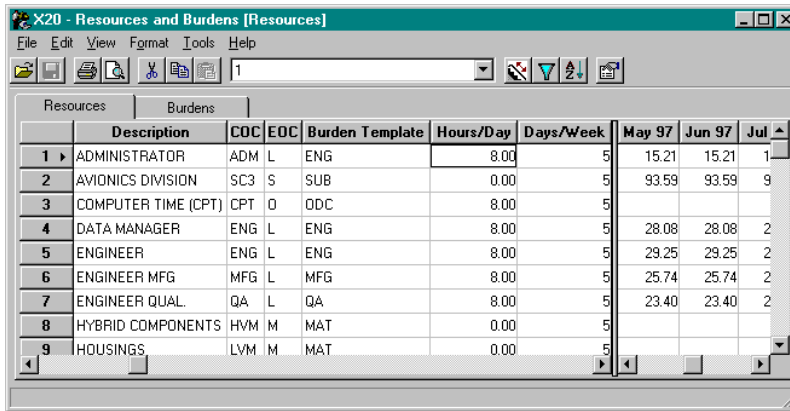 X20 - Resources and Burdens [Resources]
File Edit View Format Tools Help
1
Resources Burdens
Description COC EOC Burden Template Hours/Day Days/Week May 97 Jun 97 Jul
1 ADMINISTRATOR ADM L ENG 8.00 5 15.21 15.21 1
2 AVIONICS DIVISION SC3 S SUB 0.00 5 93.59 93.59 9
3 COMPUTER TIME (CPT) CPT O ODC 8.00 5
4 DATA MANAGER ENG L ENG 8.00 5 28.08 28.08 2
5 ENGINEER ENG L ENG 8.00 5 29.25 29.25 2
6 ENGINEER MFG MFG L MFG 8.00 5 25.74 25.74 2
7 ENGINEER QUAL. QA L QA 8.00 5 23.40 23.40 2
8 HYBRID COMPONENTS HVM M MAT 0.00 5
9 HOUSINGS LVM M MAT 0.00 5